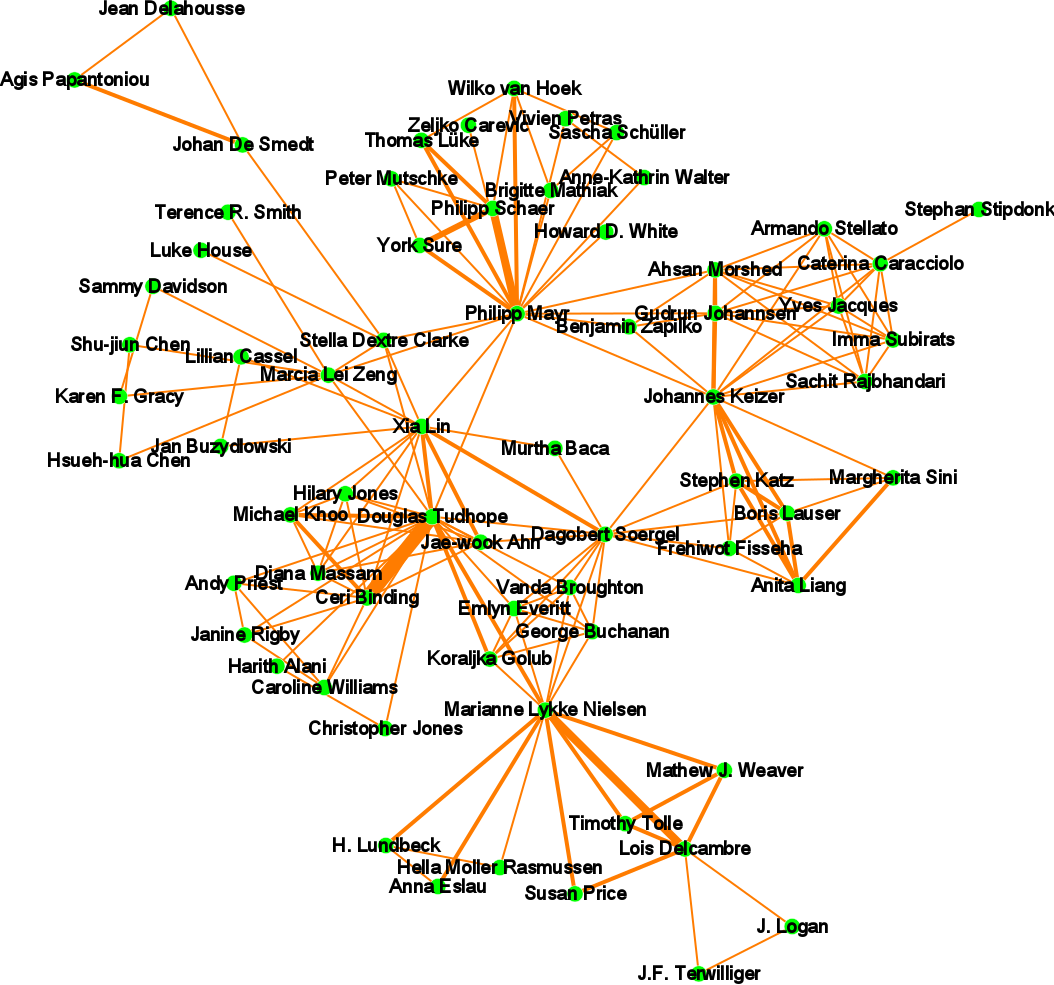 Jean Delahousse
Agis Papantoniou
Wilko van Hoek
Vivien Petras
Zeljko Carevic
Sascha Schüller
Thomas Lüke
Johan De Smedt
Peter Mutschke
Anne-Kathrin Walter
Brigitte Mathiak
Philipp Schaer
Stephan Stipdonk
Terence R. Smith
Howard D. White
Armando Stellato
York Sure
Luke House
Caterina Caracciolo
Ahsan Morshed
Sammy Davidson
Yves Jacques
Philipp Mayr
Gudrun Johannsen
Benjamin Zapilko
Stella Dextre Clarke
Imma Subirats
Shu-jiun Chen
Lillian Cassel
Marcia Lei Zeng
Sachit Rajbhandari
Karen F. Gracy
Johannes Keizer
Xia Lin
Jan Buzydlowski
Murtha Baca
Hsueh-hua Chen
Stephen Katz
Margherita Sini
Hilary Jones
Michael Khoo
Douglas Tudhope
Boris Lauser
Dagobert Soergel
Jae-wook Ahn
Frehiwot Fisseha
Diana Massam
Andy Priest
Vanda Broughton
Anita Liang
Ceri Binding
Emlyn Everitt
Janine Rigby
George Buchanan
Koraljka Golub
Harith Alani
Caroline Williams
Marianne Lykke Nielsen
Christopher Jones
Mathew J. Weaver
Timothy Tolle
H. Lundbeck
Lois Delcambre
Hella Moller Rasmussen
Anna Eslau
Susan Price
J. Logan
J.F. Terwilliger